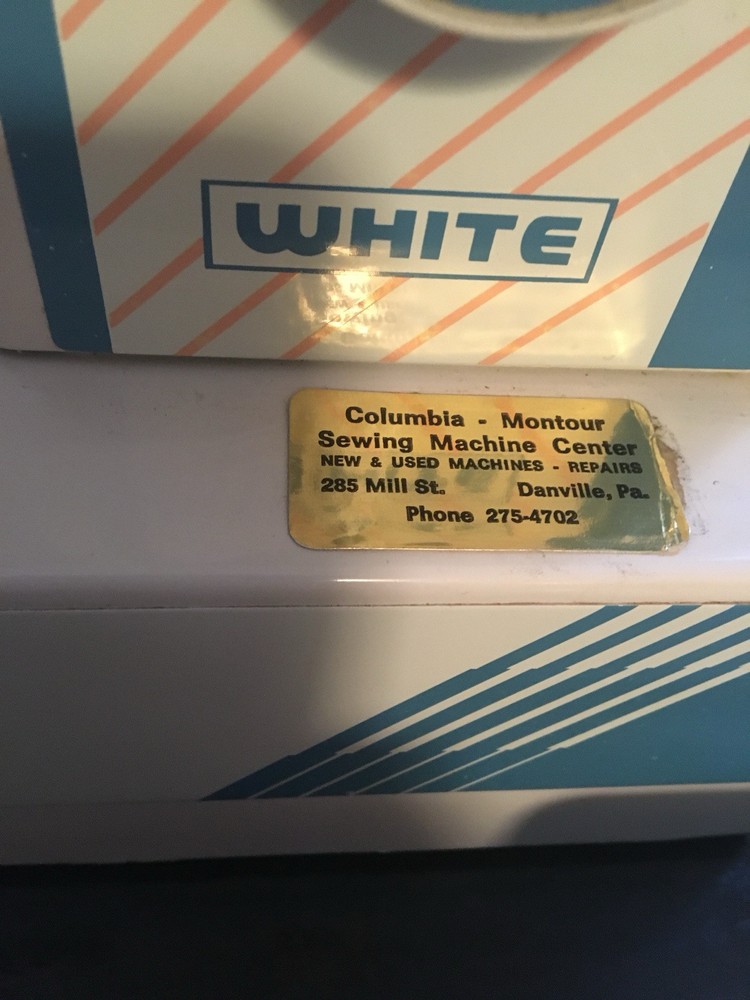 WHITE
Columbia - Montour
Sewing Machine Center
NEW & USED MACHINES - REPAIRS
285 Mill St. Danville, Pa.
Phone 275-4702